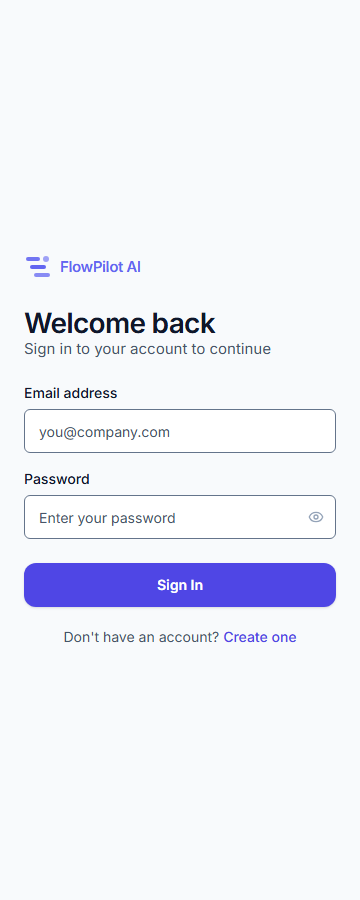 FlowPilot AI
Welcome back
Sign in to your account to continue
Email address
you@company.com
Password
Enter your password
Sign In
Don't have an account? Create one